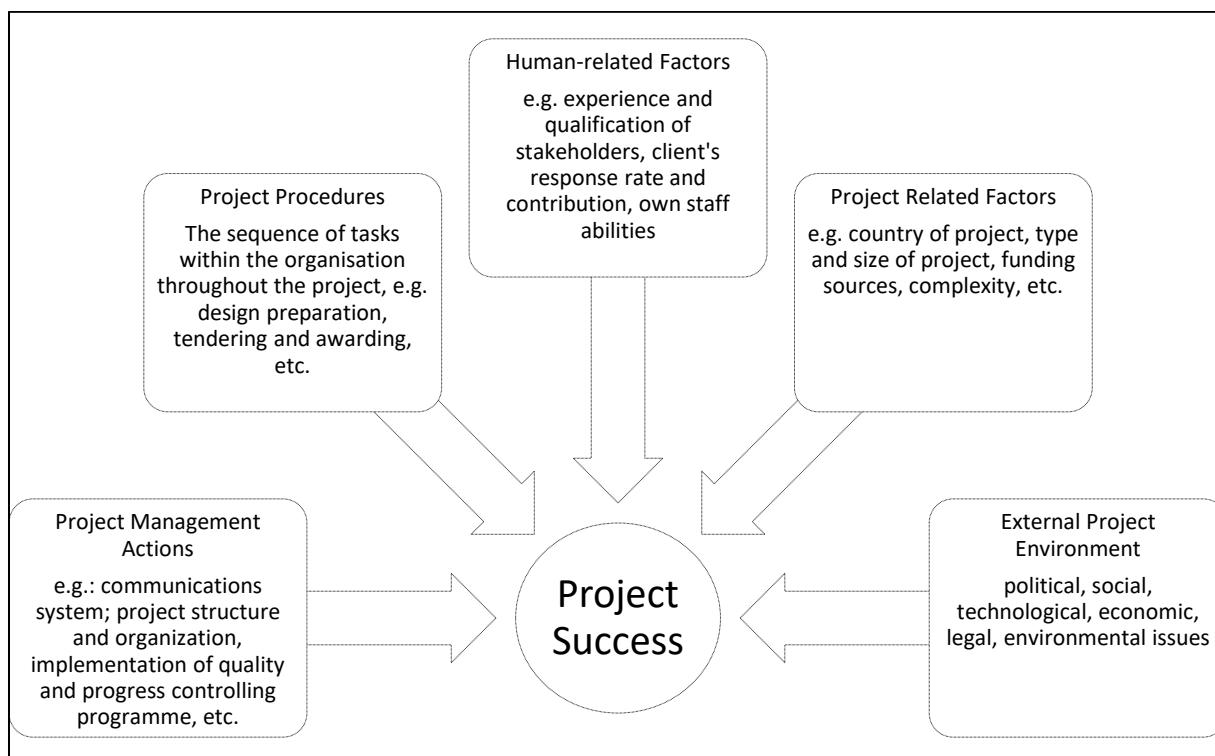 Human-related Factors
e.g. experience and
qualification of
stakeholders, client's
response rate and
contribution, own staff
abilities
Project Procedures
The sequence of tasks
within the organisation
throughout the project, e.g.
design preparation,
tendering and awarding,
etc.
Project Related Factors
e.g. country of project, type
and size of project, funding
sources, complexity, etc.
Project Management
Actions
e.g.: communications
system; project structure
and organization,
implementation of quality
and progress controlling
programme, etc.
Project
Success
External Project
Environment
political, social,
technological, economic,
legal, environmental issues